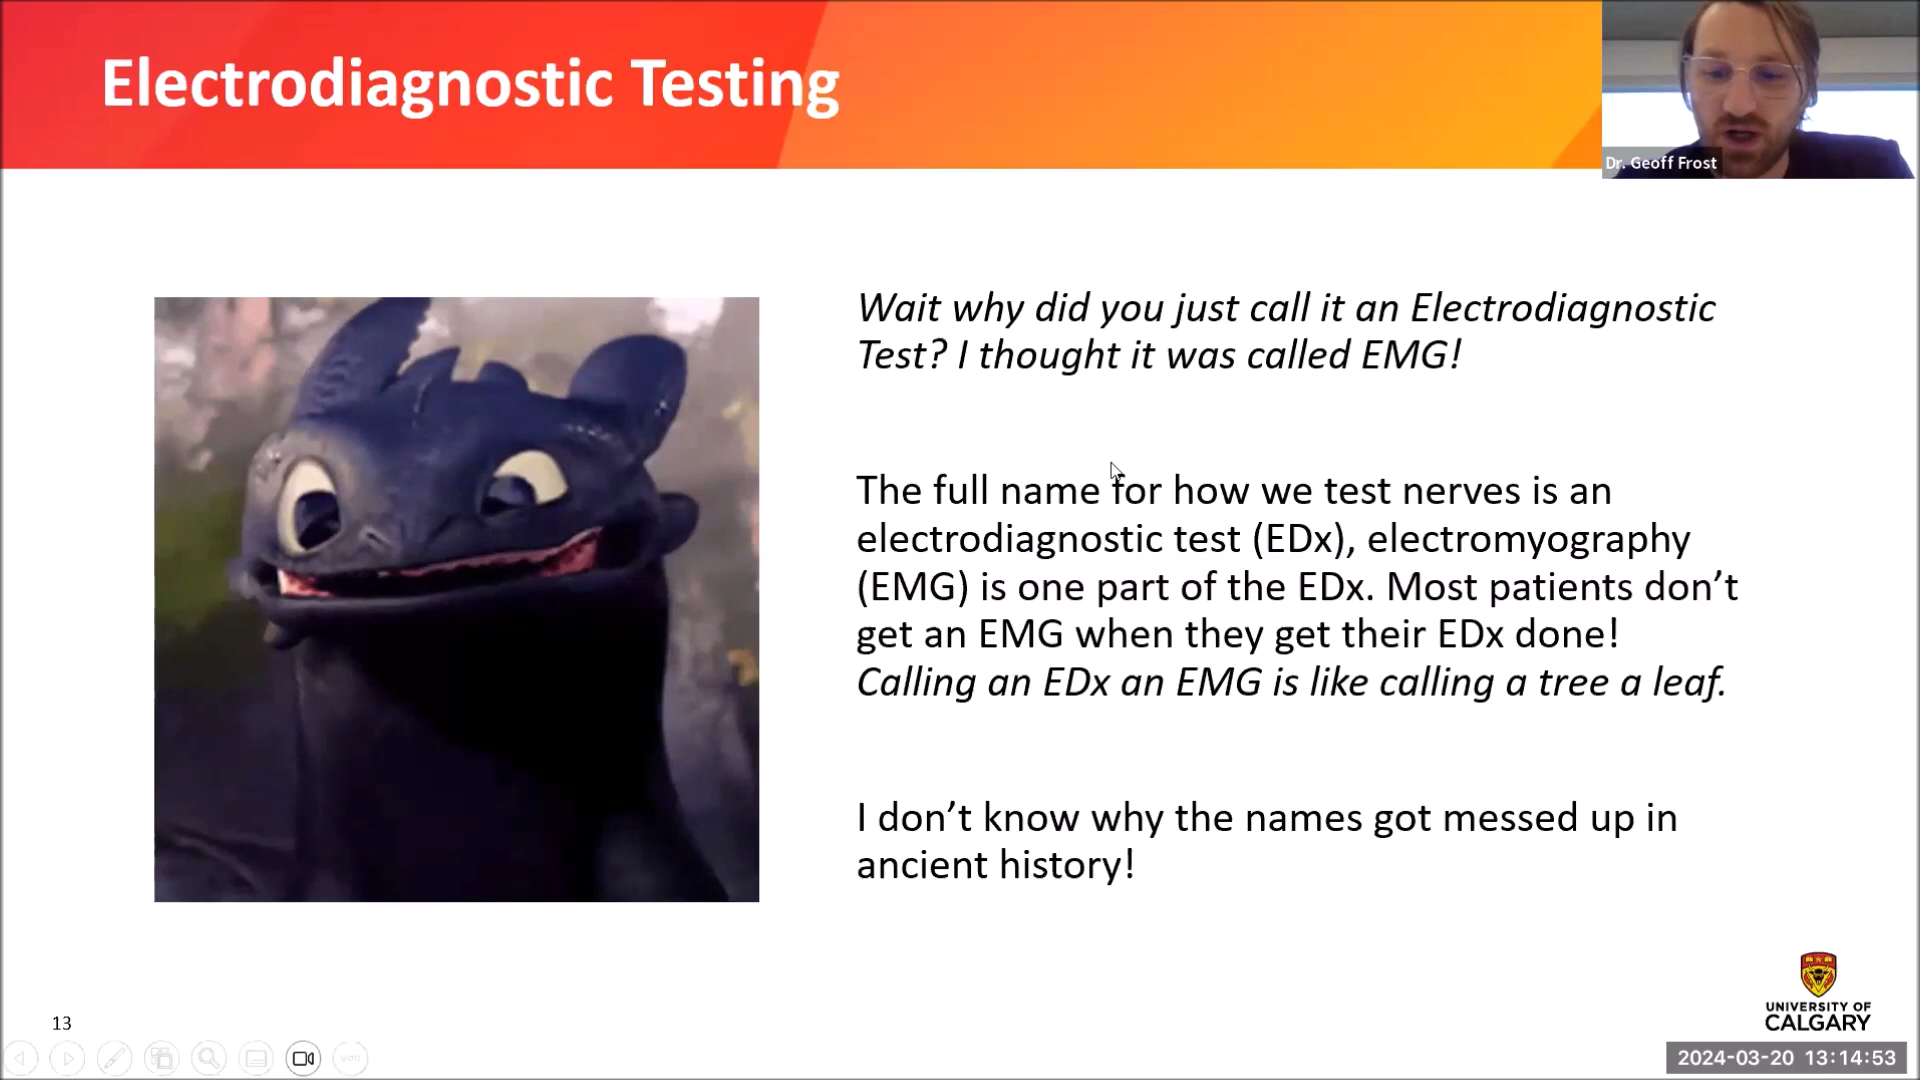 Electrodiagnostic Testing
Dr. Geoff Frost
Wait why did you just call it an Electrodiagnostic
Test? I thought it was called EMG!
The full name for how we test nerves is an
electrodiagnostic test (EDx), electromyography
(EMG) is one part of the EDx. Most patients don’t
get an EMG when they get their EDx done!
Calling an EDx an EMG is like calling a tree a leaf.
I don’t know why the names got messed up in
ancient history!
UNIVERSITY OF
CALGARY
13
2024-03-20 13:14:53